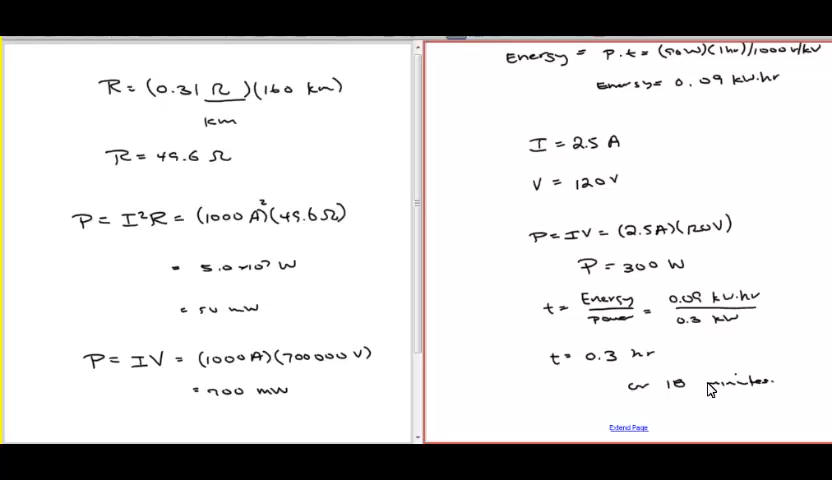 R = (0.31 Ω/km)(160 km)
R = 49.6 Ω
P = I²R = (1000 A)²(49.6 Ω)
= 5.0 × 10⁷ W
= 50 mW
P = IV = (1000 A)(700000 V)
= 700 mW
Energy = P.t = (90W)(1hr)/1000 W/kW
Energy = 0.09 kW.hr
I = 2.5 A
V = 120 V
P = IV = (2.5A)(120V)
P = 300 W
t = Energy/Power = 0.09 kW.hr/0.3 kW
t = 0.3 hr
or 18 minutes.
Extend Page